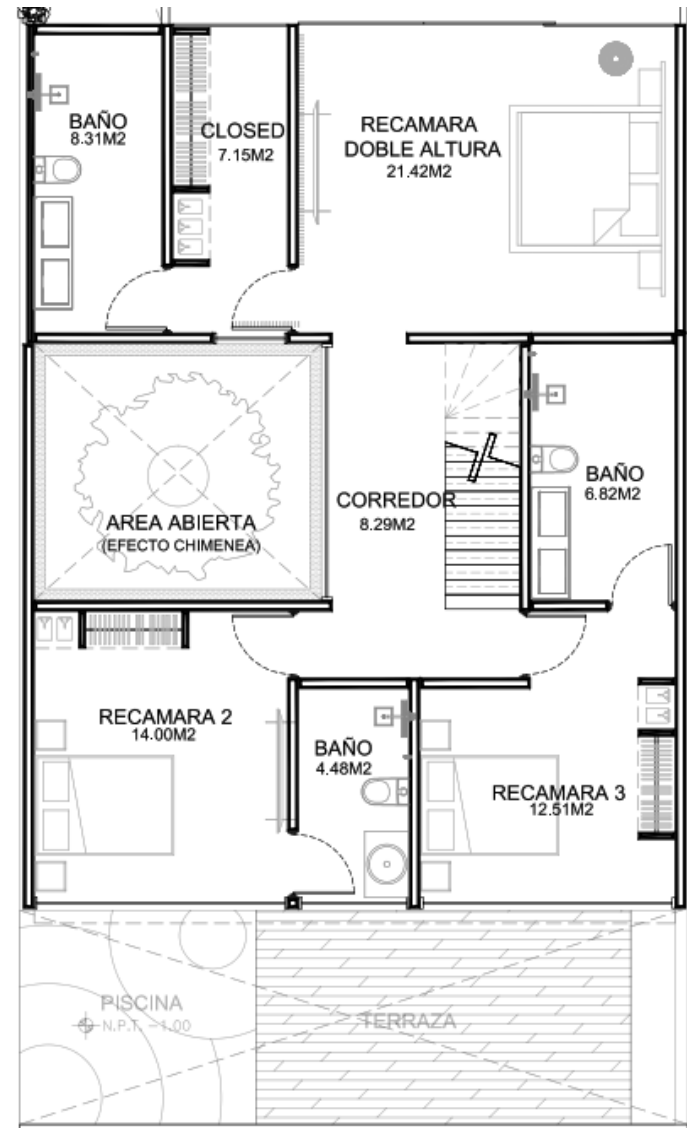 BAÑO
8.31M2
CLOSED
7.15M2
RECAMARA
DOBLE ALTURA
21.42M2
AREA ABIERTA
(EFECTO CHIMENEA)
CORREDOR
8.29M2
BAÑO
6.82M2
RECAMARA 2
14.00M2
BAÑO
4.48M2
RECAMARA 3
12.51M2
PISCINA
N.P.T. -1.00
TERRAZA